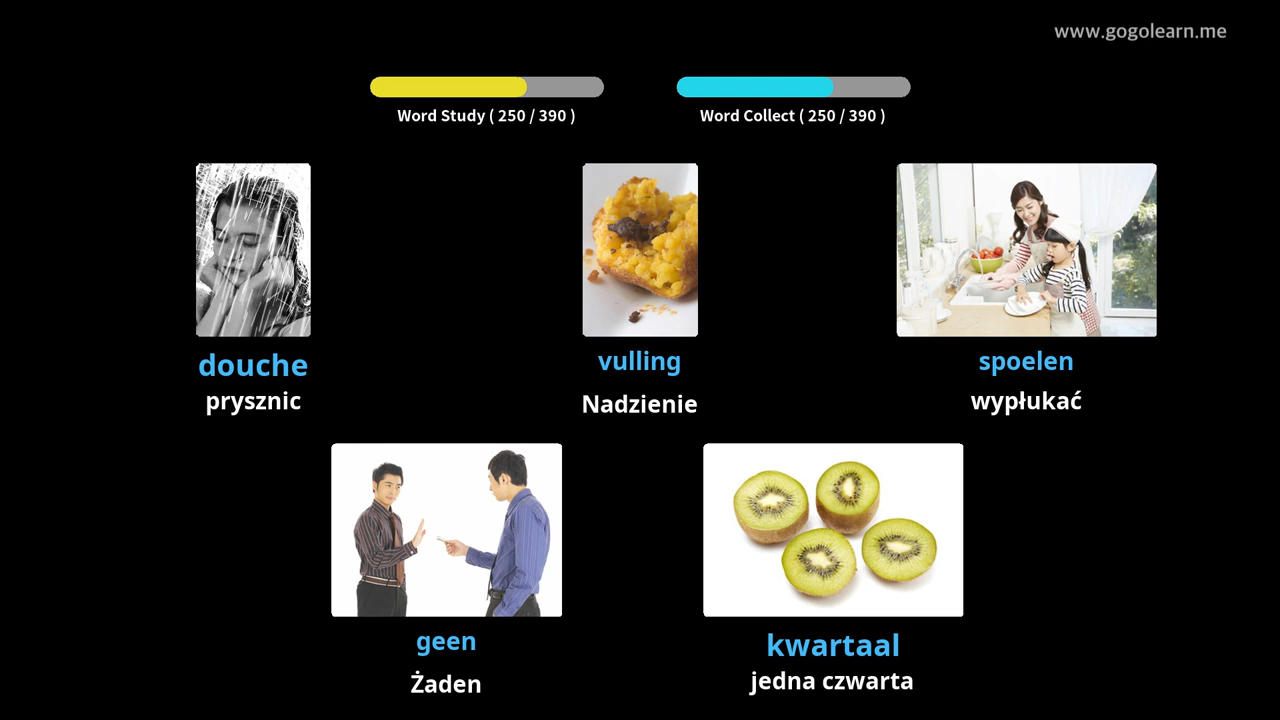 www.gogolearn.me
Word Study ( 250 / 390 )
Word Collect ( 250 / 390 )
douche
prysznic
vulling
Nadzienie
spoelen
wypłukać
geen
Żaden
kwartaal
jedna czwarta